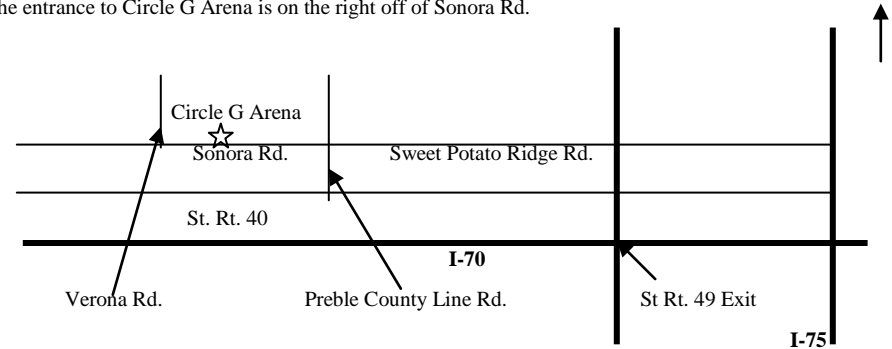 he entrance to Circle G Arena is on the right off of Sonora Rd.
Circle G Arena
Sonora Rd.
Sweet Potato Ridge Rd.
St. Rt. 40
I-70
Verona Rd.
Preble County Line Rd.
St Rt. 49 Exit
I-75